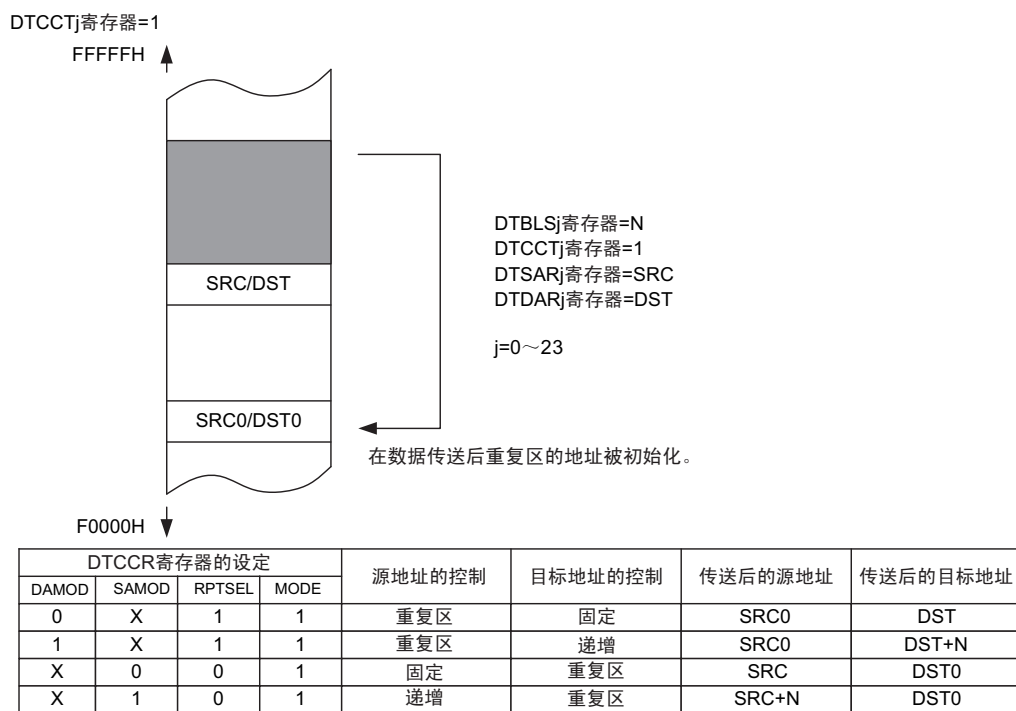 DTCCTj寄存器=1
FFFFFH
SRC/DST
SRC0/DST0
F0000H
DTBLSj寄存器=N
DTCCTj寄存器=1
DTSARj寄存器=SRC
DTDARj寄存器=DST
j=0～23
在数据传送后重复区的地址被初始化。
DTCCR寄存器的设定 源地址的控制 目标地址的控制 传送后的源地址 传送后的目标地址
DAMOD SAMOD RPTSEL MODE
0 X 1 1 重复区 固定 SRC0 DST
1 X 1 1 重复区 递增 SRC0 DST+N
X 0 0 1 固定 重复区 SRC DST0
X 1 0 1 递增 重复区 SRC+N DST0